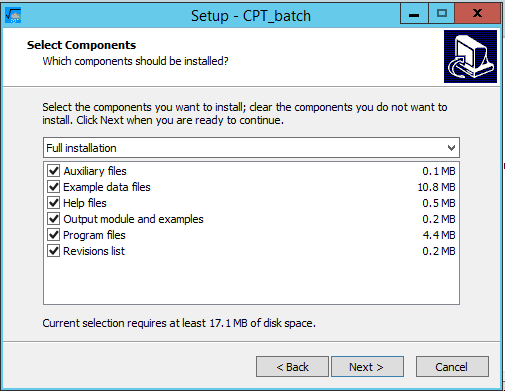 Setup - CPT_batch
Select Components
Which components should be installed?
Select the components you want to install; clear the components you do not want to
install. Click Next when you are ready to continue.
Full installation
Auxiliary files 0.1 MB
Example data files 10.8 MB
Help files 0.5 MB
Output module and examples 0.2 MB
Program files 4.4 MB
Revisions list 0.2 MB
Current selection requires at least 17.1 MB of disk space.
< Back Next > Cancel